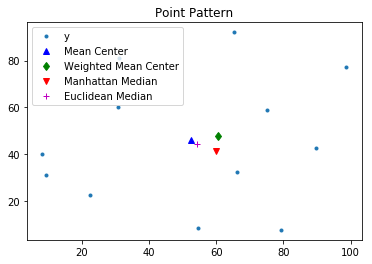 Point Pattern
y
Mean Center
Weighted Mean Center
Manhattan Median
Euclidean Median
80
60
40
20
20 40 60 80 100